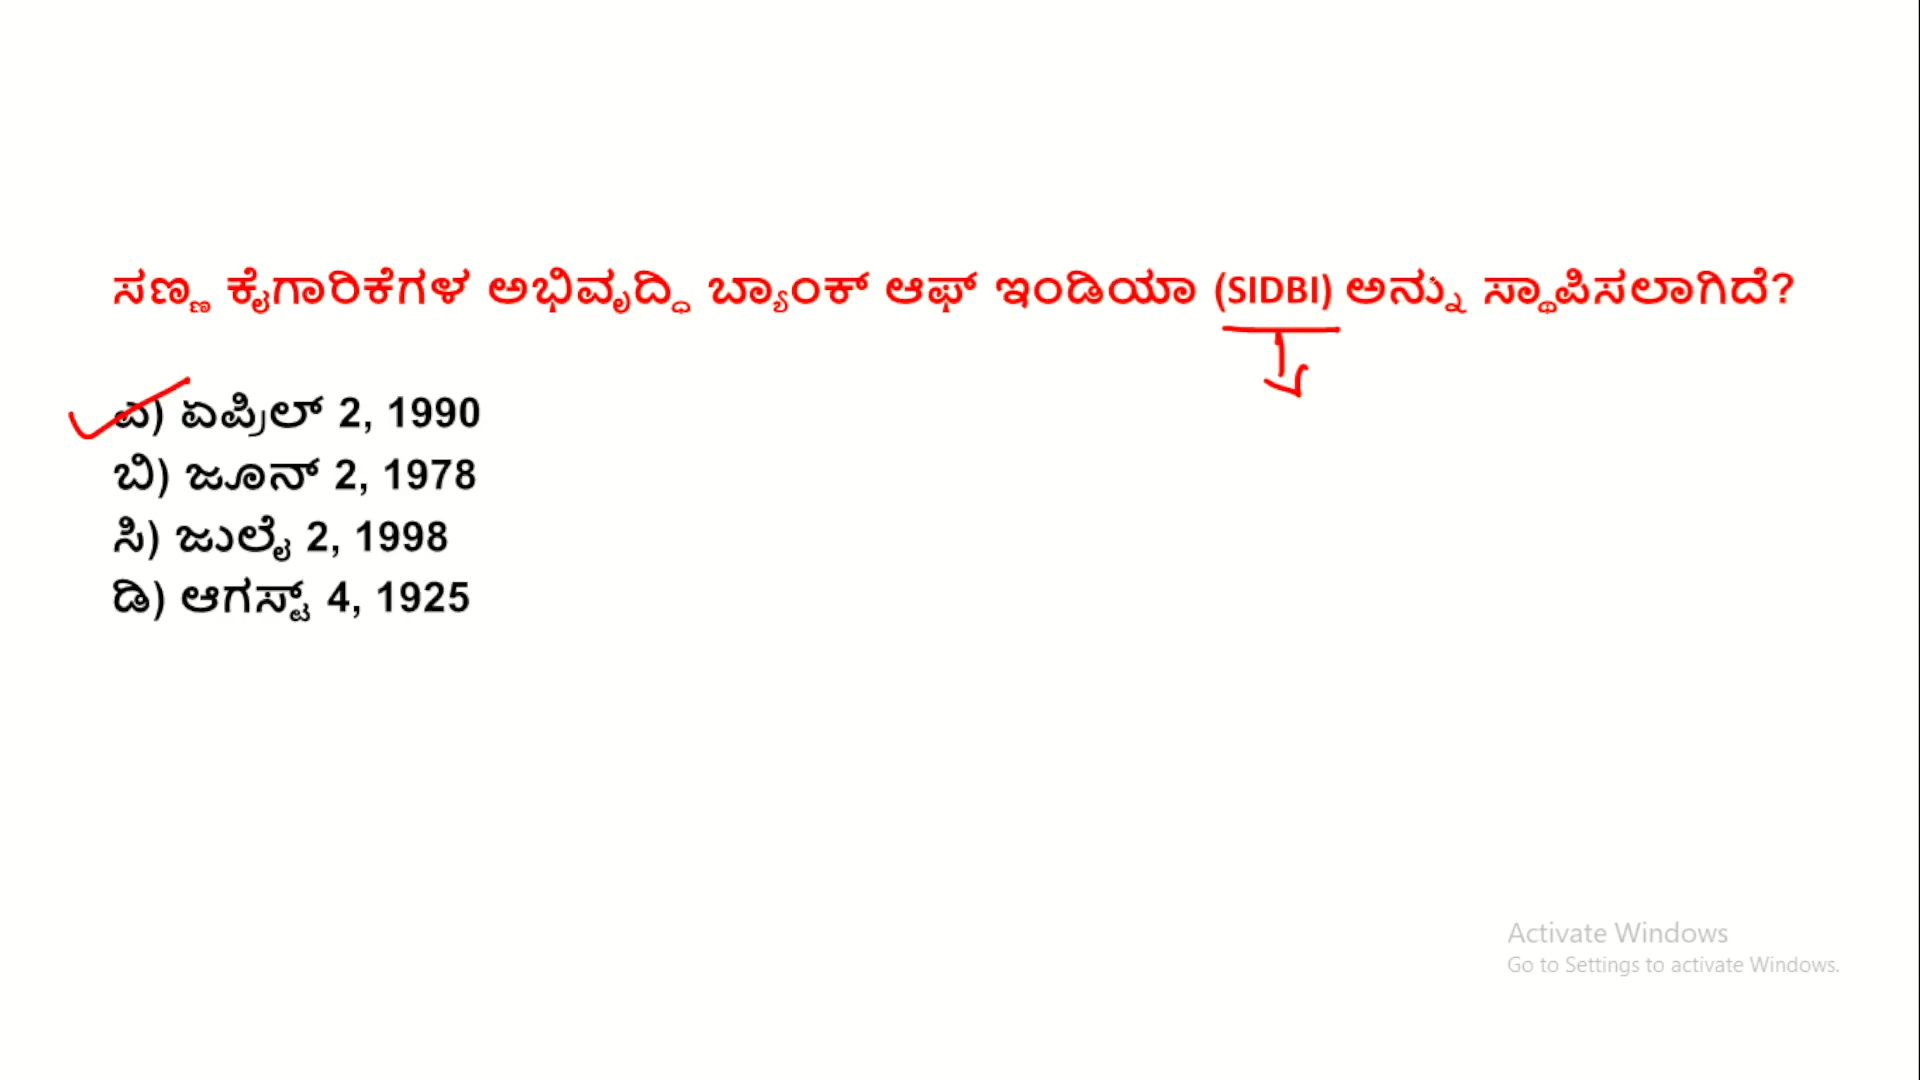 ಸಣ್ಣ ಕೈಗಾರಿಕೆಗಳ ಅಭಿವೃದ್ಧಿ ಬ್ಯಾಂಕ್ ಆಫ್ ಇಂಡಿಯಾ (SIDBI) ಅನ್ನು ಸ್ಥಾಪಿಸಲಾಗಿದೆ?
ಎ) ಏಪ್ರಿಲ್ 2, 1990
ಬಿ) ಜೂನ್ 2, 1978
ಸಿ) ಜುಲೈ 2, 1998
ಡಿ) ಆಗಸ್ಟ್ 4, 1925
Activate Windows
Go to Settings to activate Windows.